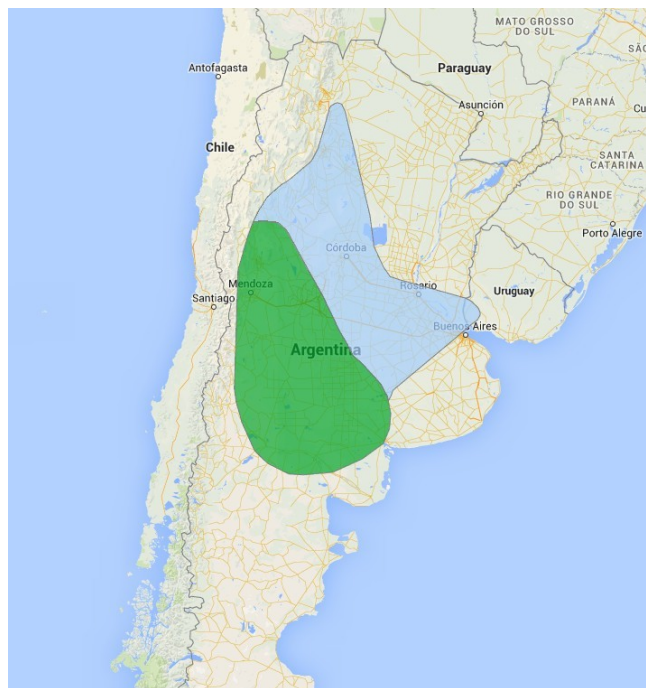 MATO GROSSO
DO SUL
SÃO
Antofagasta
Paraguay
Asunción
PARANÁ
Cu
Chile
SANTA
CATARINA
RIO GRANDE
DO SUL
Porto Alegre
Córdoba
Mendoza
Rosario
Uruguay
Santiago
Buenos Aires
Argentina